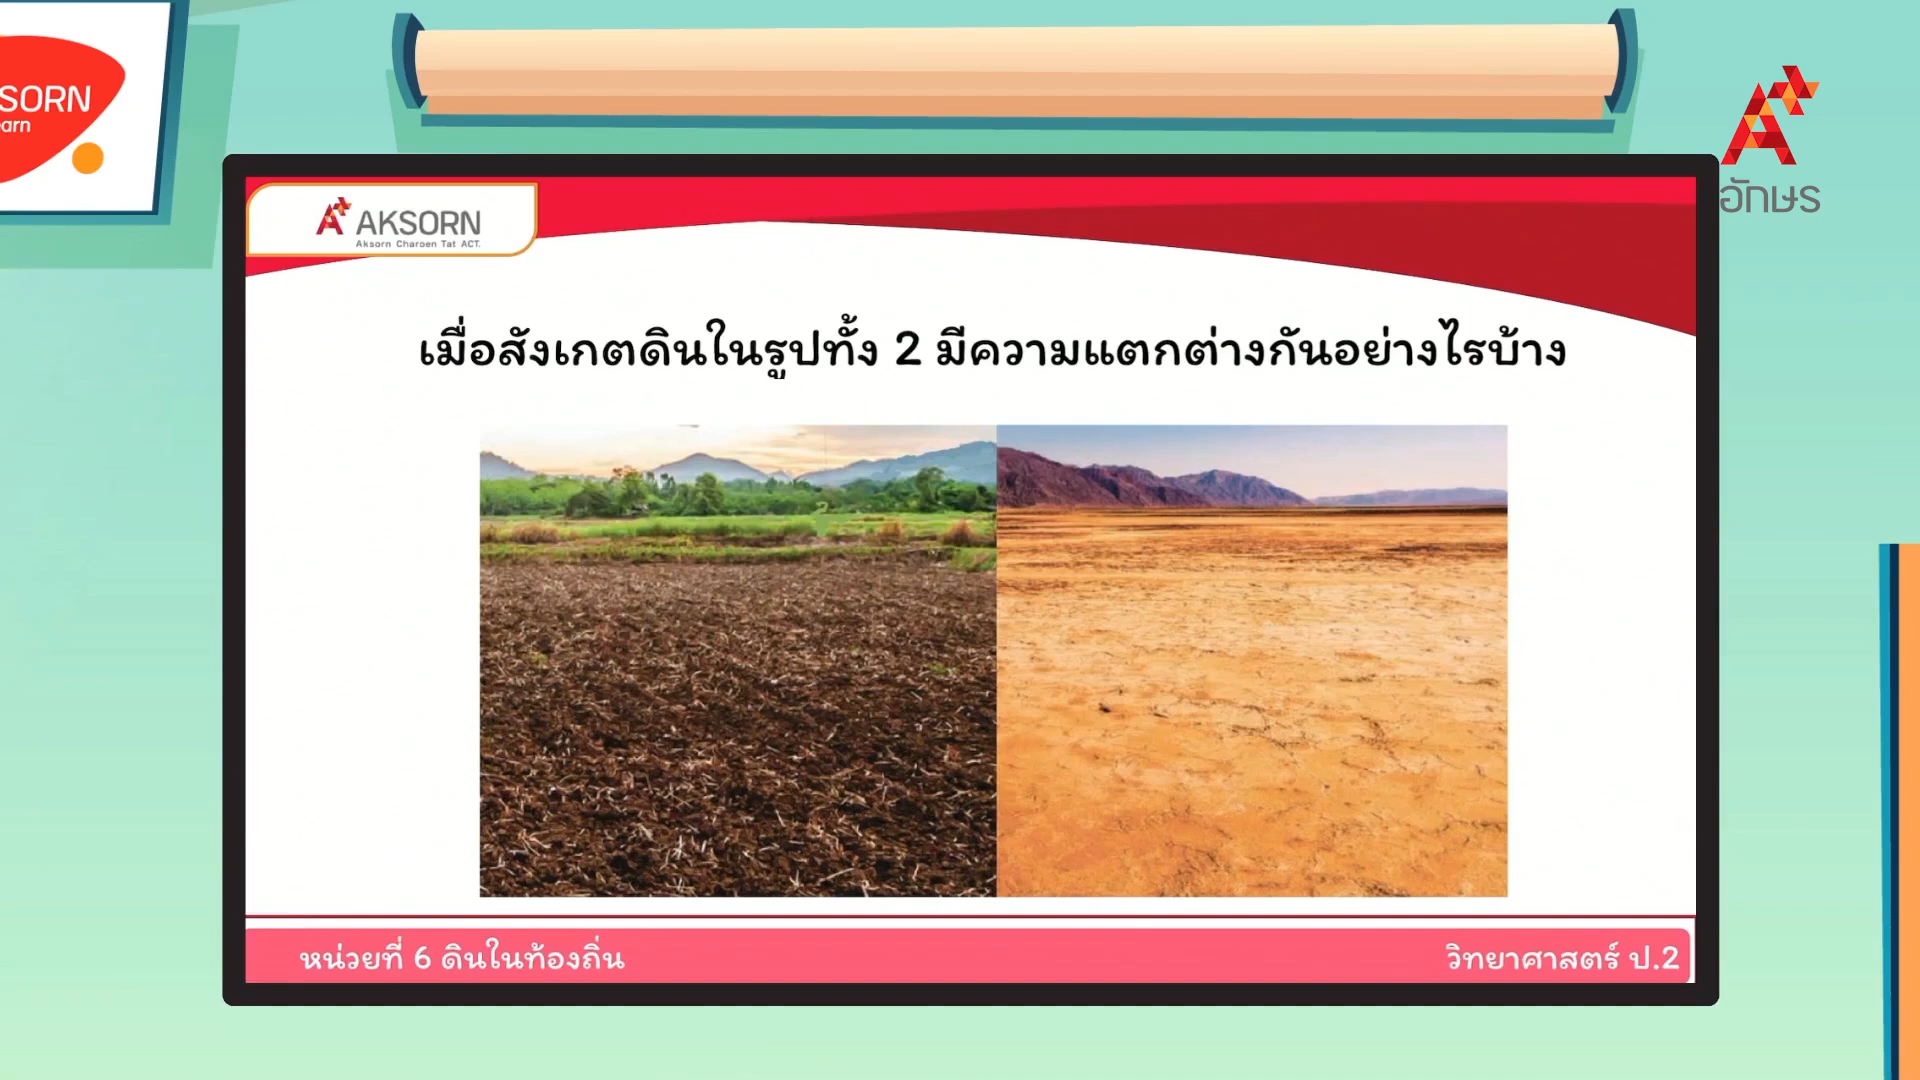 SORN
arn
อักษร
AKSORN
Aksorn Charoen Tat ACT.
เมื่อสังเกตดินในรูปทั้ง 2 มีความแตกต่างกันอย่างไรบ้าง
หน่วยที่ 6 ดินในท้องถิ่น
วิทยาศาสตร์ ป.2